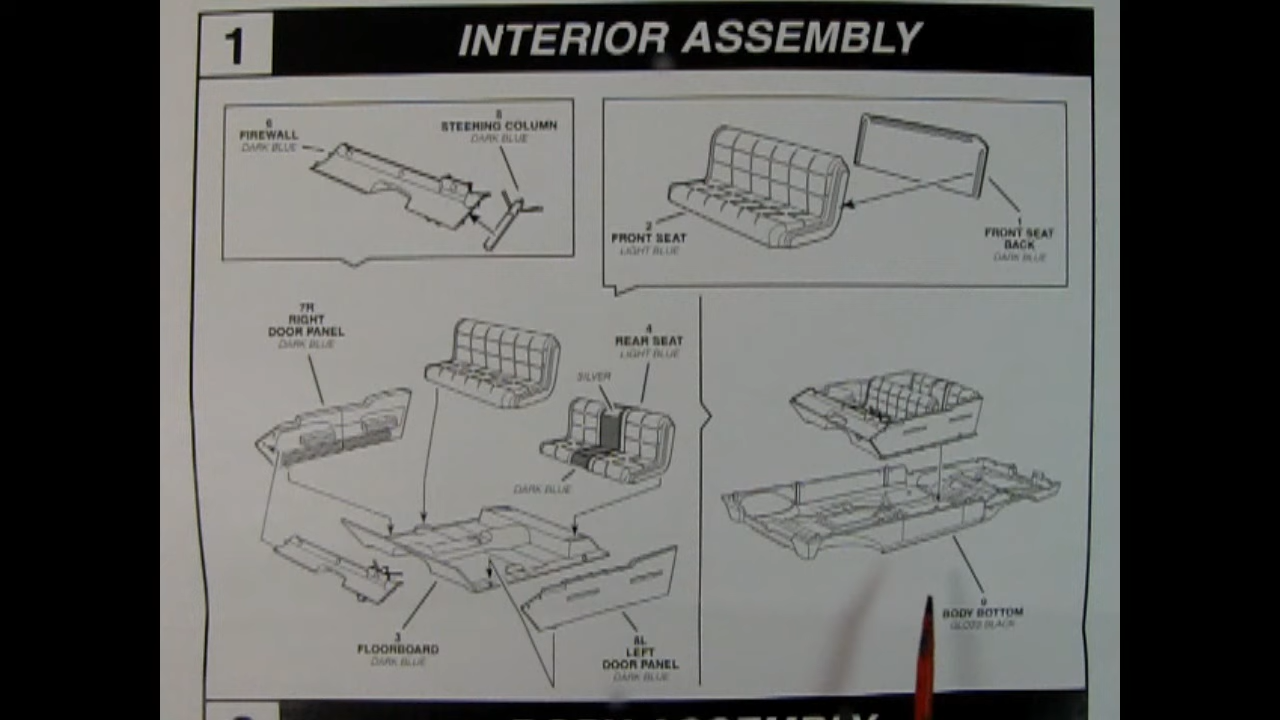 1
INTERIOR ASSEMBLY
6
FIREWALL
DARK BLUE
5
STEERING COLUMN
DARK BLUE
2
FRONT SEAT
LIGHT BLUE
1
FRONT SEAT
BACK
DARK BLUE
7R
RIGHT
DOOR PANEL
DARK BLUE
4
REAR SEAT
LIGHT BLUE
SILVER
DARK BLUE
3
FLOORBOARD
DARK BLUE
8L
LEFT
DOOR PANEL
DARK BLUE
9
BODY BOTTOM
GLOSS BLACK
ASSEMBLY